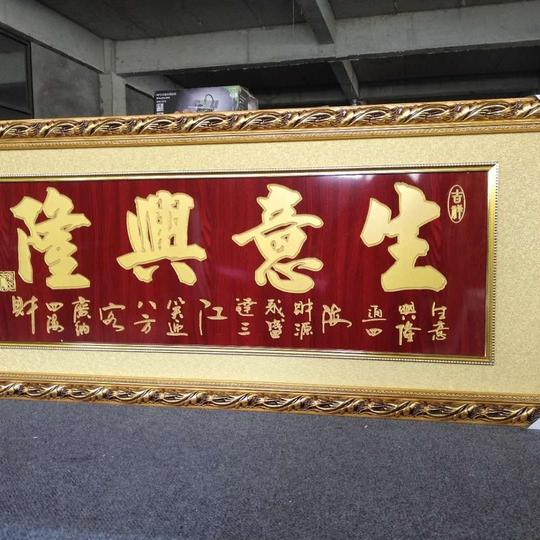 吉祥
生意興隆
生意興隆通四海
財源茂盛達三江
笑迎八方客
廣納四海財